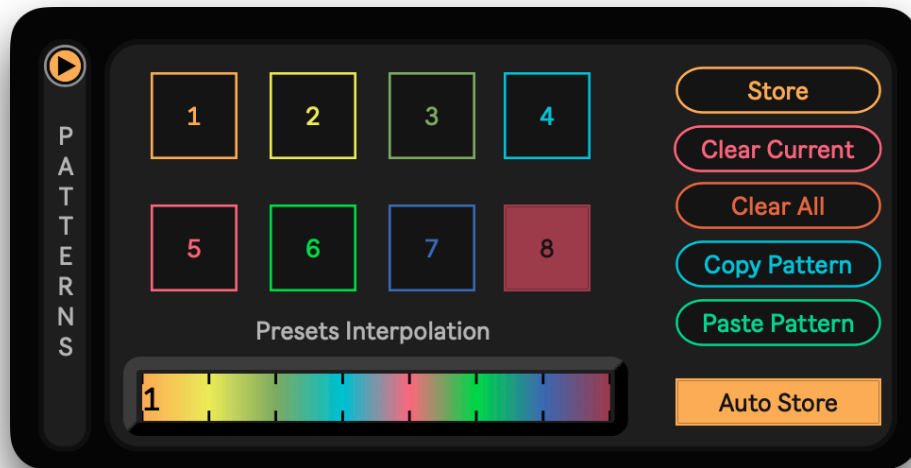 PATTERNS
1
2
3
4
5
6
7
8
Presets Interpolation
1
Store
Clear Current
Clear All
Copy Pattern
Paste Pattern
Auto Store